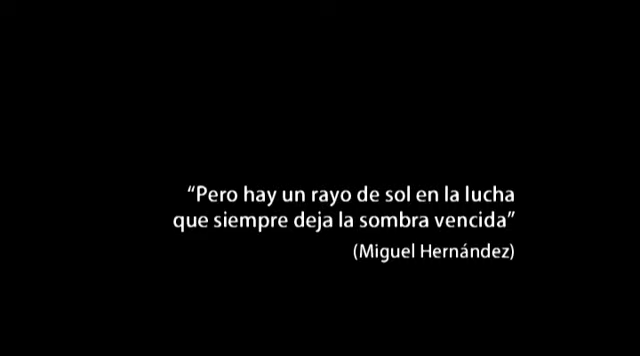 “Pero hay un rayo de sol en la lucha
que siempre deja la sombra vencida”
(Miguel Hernández)